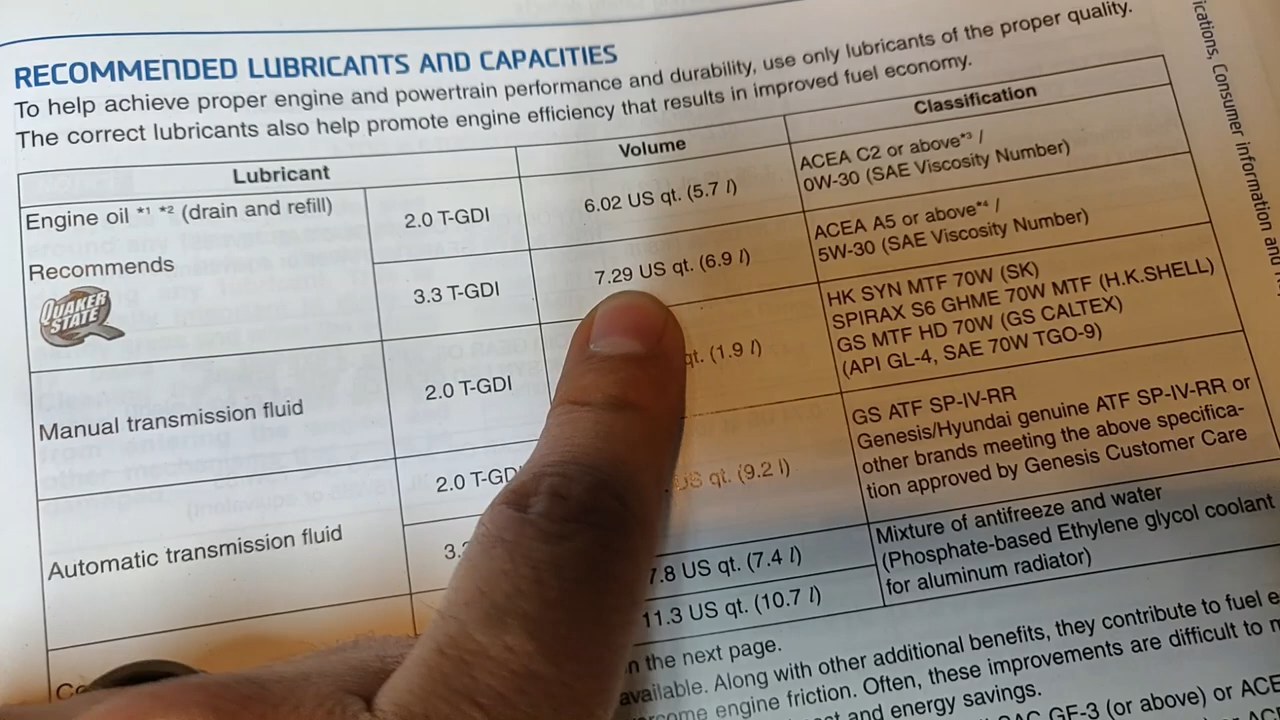 RECOMMENDED LUBRICANTS AND CAPACITIES
To help achieve proper engine and powertrain performance and durability, use only lubricants of the proper quality.
The correct lubricants also help promote engine efficiency that results in improved fuel economy.
Lubricant
Volume
Classification
Engine oil *1 *2 (drain and refill)
Recommends
QUAKER
STATE
2.0 T-GDI
6.02 US qt. (5.7 l)
ACEA C2 or above*3 /
0W-30 (SAE Viscosity Number)
3.3 T-GDI
7.29 US qt. (6.9 l)
ACEA A5 or above*4 /
5W-30 (SAE Viscosity Number)
Manual transmission fluid
2.0 T-GDI
qt. (1.9 l)
HK SYN MTF 70W (SK)
SPIRAX S6 GHME 70W MTF (H.K.SHELL)
GS MTF HD 70W (GS CALTEX)
(API GL-4, SAE 70W TGO-9)
Automatic transmission fluid
2.0 T-GD
3.
US qt. (9.2 l)
GS ATF SP-IV-RR
Genesis/Hyundai genuine ATF SP-IV-RR or
other brands meeting the above specifica-
tion approved by Genesis Customer Care
7.8 US qt. (7.4 l)
11.3 US qt. (10.7 l)
Mixture of antifreeze and water
(Phosphate-based Ethylene glycol coolant
for aluminum radiator)
n the next page.
available. Along with other additional benefits, they contribute to fuel e
come engine friction. Often, these improvements are difficult to m
and energy savings.
GF-3 (or above) or ACE
ications, Consumer information and